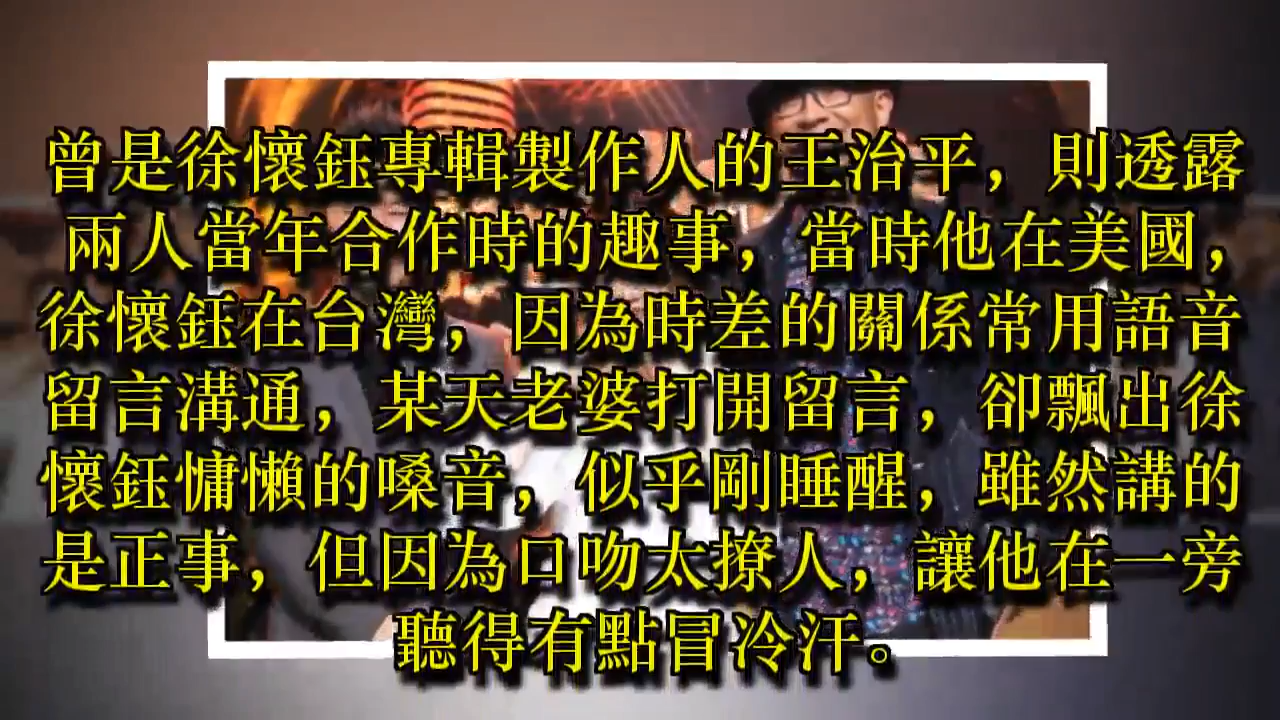 曾是徐懷鈺專輯製作人的王治平，則透露
兩人當年合作時的趣事，當時他在美國，
徐懷鈺在台灣，因為時差的關係常用語音
留言溝通，某天老婆打開留言，卻飄出徐
懷鈺慵懶的嗓音，似乎剛睡醒，雖然講的
是正事，但因為口吻太撩人，讓他在一旁
聽得有點冒冷汗。